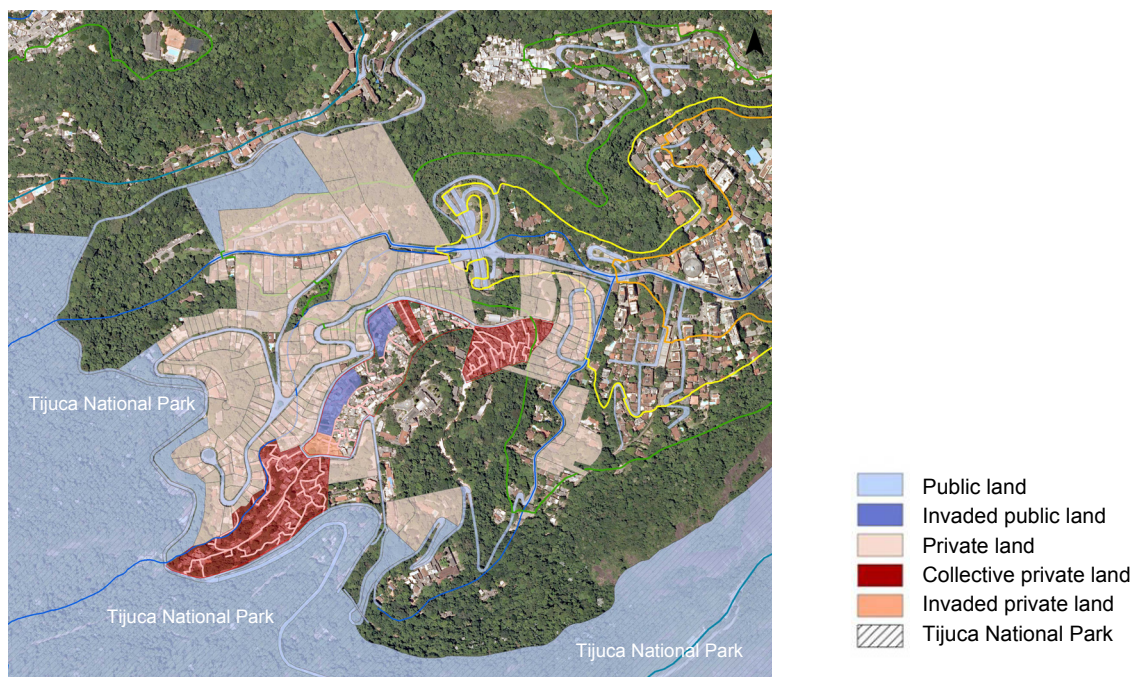 Tijuca National Park
Tijuca National Park
Tijuca National Park
Public land
Invaded public land
Private land
Collective private land
Invaded private land
Tijuca National Park